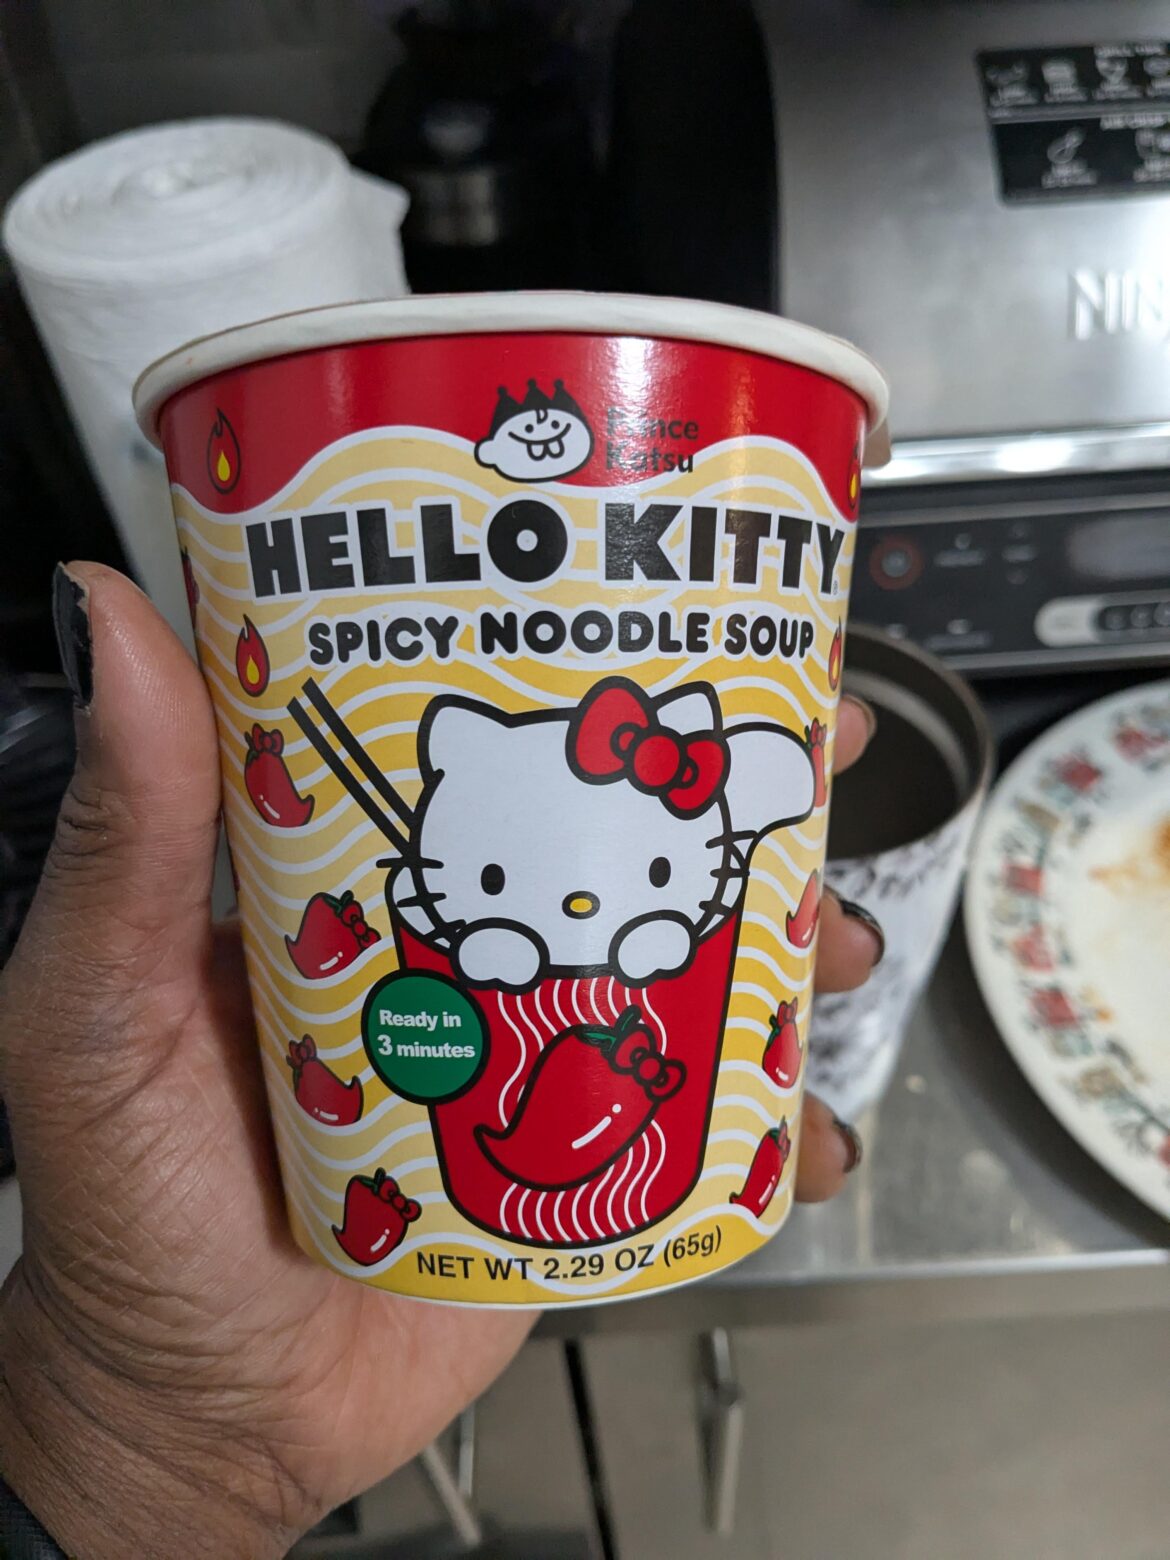 Prince
Katsu
HELLO KITTY
SPICY NOODLE SOUP
Ready in
3 minutes
NET WT 2.29 OZ (65g)